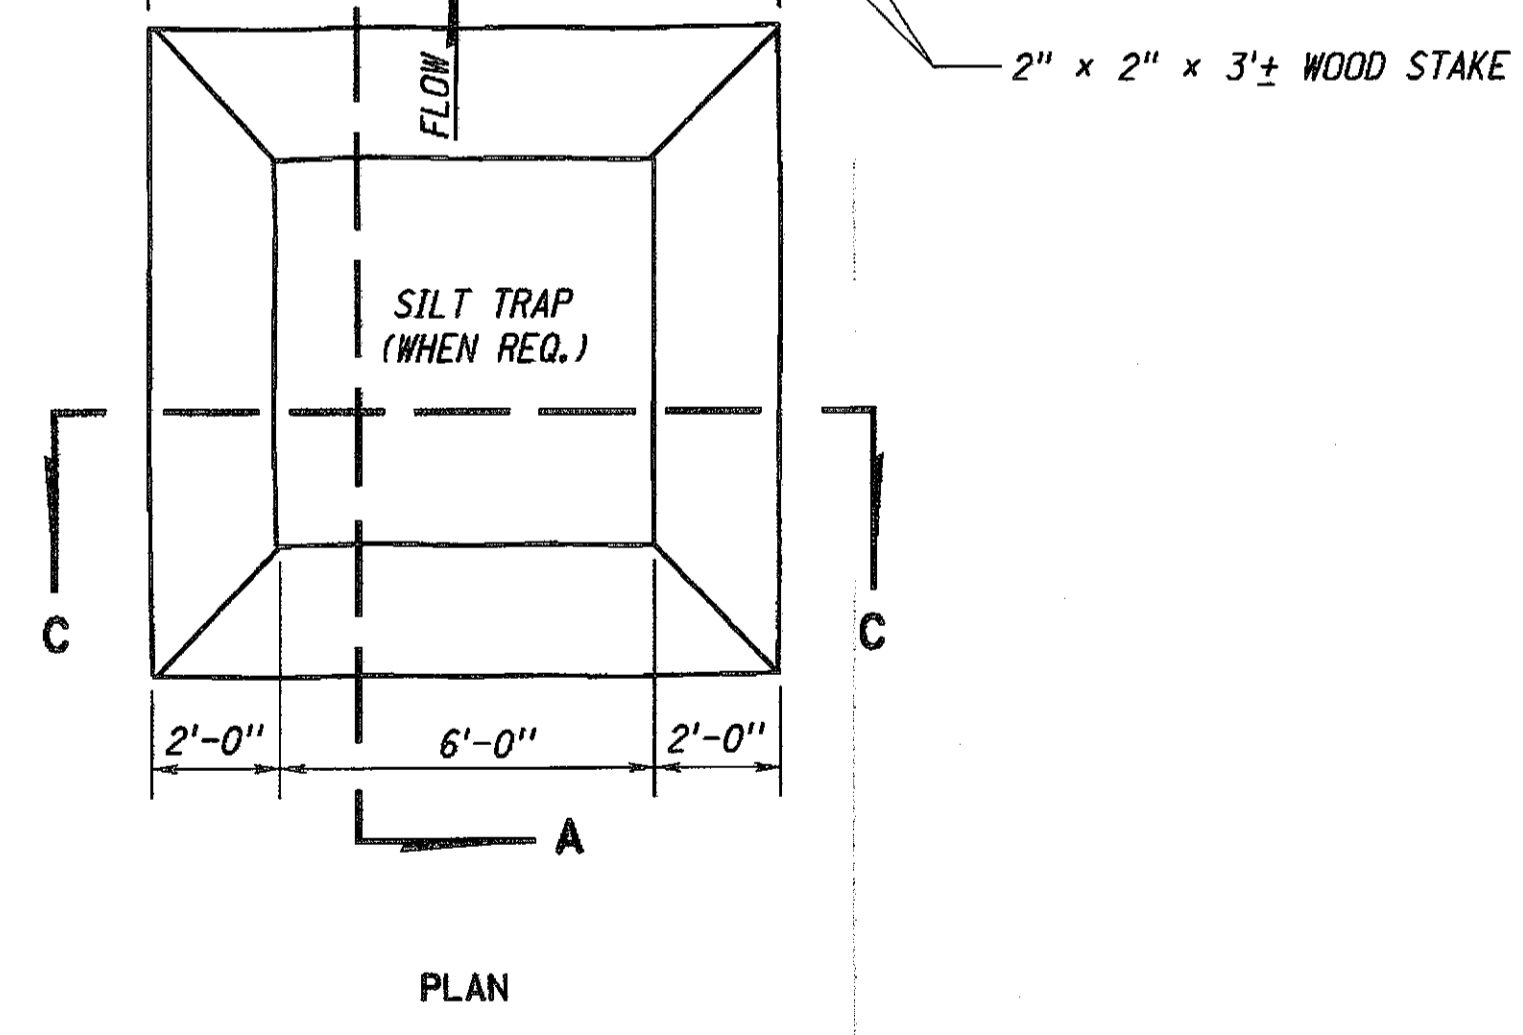 2" x 2" x 3'± WOOD STAKE
FLOW
SILT TRAP
(WHEN REQ.)
C
C
2'-0"
6'-0"
2'-0"
A
PLAN